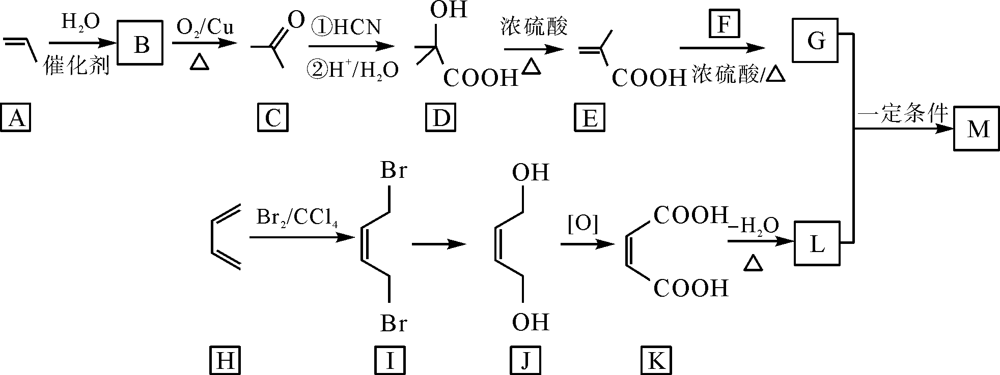 H₂O
催化剂
B
O₂/Cu
△
O
①HCN
②H⁺/H₂O
OH
COOH
浓硫酸
△
COOH
F
浓硫酸/△
G
A
C
D
E
一定条件
M
Br
Br
Br₂/CCl₄
OH
OH
[O]
COOH
COOH
−H₂O
△
L
H
I
J
K